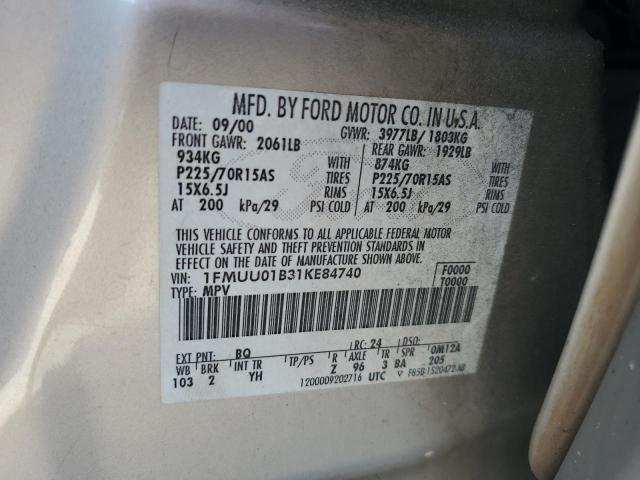 MFD. BY FORD MOTOR CO. IN U.S.A.
DATE: 09/00 GVWR: 3977LB/ 1803KG
FRONT GAWR: 2061LB REAR GAWR: 1929LB
934KG WITH 874KG WITH
P225/70R15AS TIRES P225/70R15AS TIRES
15X6.5J RIMS 15X6.5J RIMS
AT 200 kPa/29 PSI COLD AT 200 kPa/29 PSI COLD
THIS VEHICLE CONFORMS TO ALL APPLICABLE FEDERAL MOTOR
VEHICLE SAFETY AND THEFT PREVENTION STANDARDS IN
EFFECT ON THE DATE OF MANUFACTURE SHOWN ABOVE.
VIN: 1FMUU01B31KE84740 F0000
TYPE: MPV T0000
EXT PNT: BQ RC: 24 DSO:
WB BRK INT TR TP/PS R AXLE TR SPR 0M12A
103 2 YH Z 96 3 BA 205
1200009202716 UTC F85B-1520472-AB